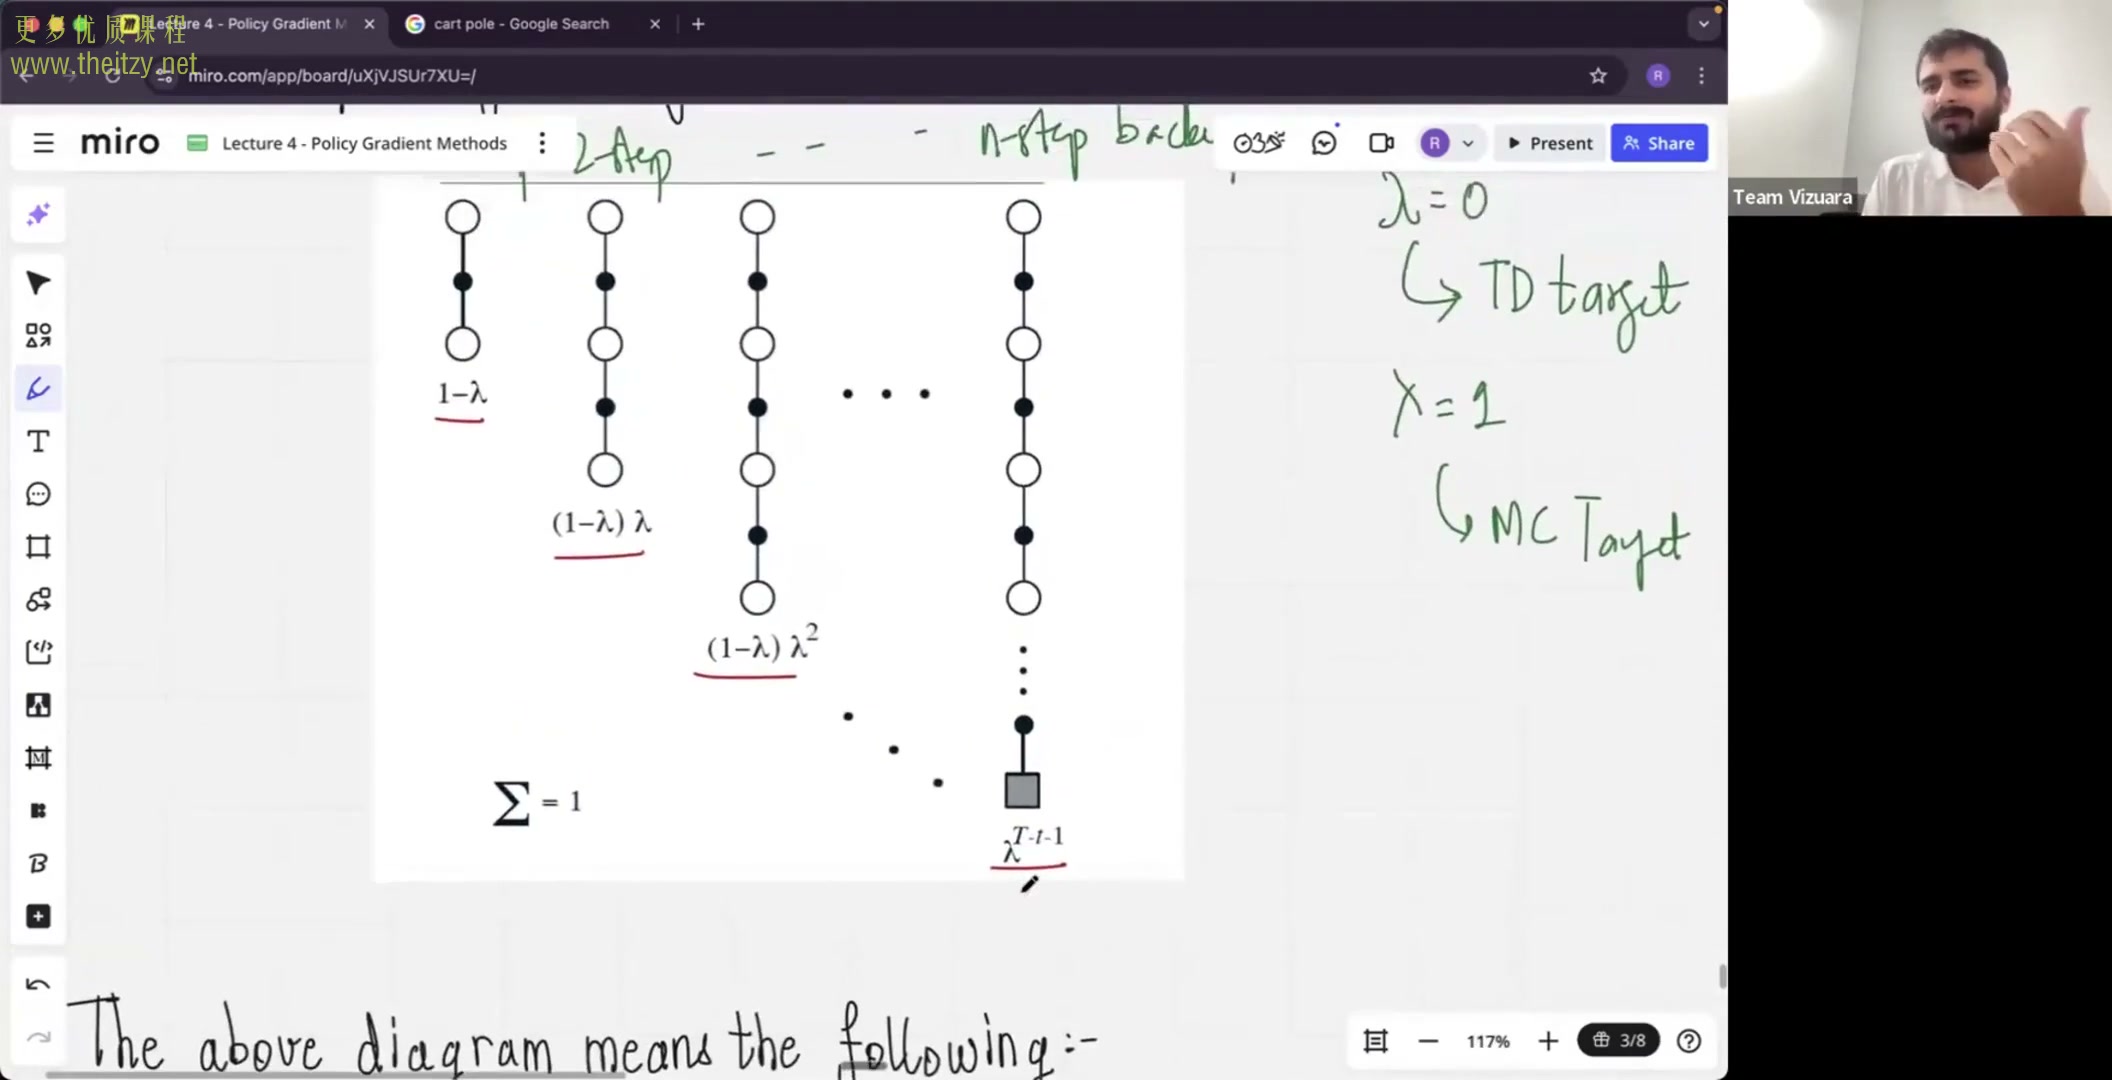 更多优质课程
www.theitzy.net
Lecture 4 - Policy Gradient M
cart pole - Google Search
miro.com/app/board/uXjVJSUr7XU=/
R
miro
Lecture 4 - Policy Gradient Methods
R
Present
Share
2-step - - - n-step back
Team Vizuara
λ = 0
↳ TD target
λ = 1
↳ MC Target
1−λ
(1−λ) λ
(1−λ) λ²
∑ = 1
λ^{T-t-1}
The above diagram means the following:-
117%
3/8